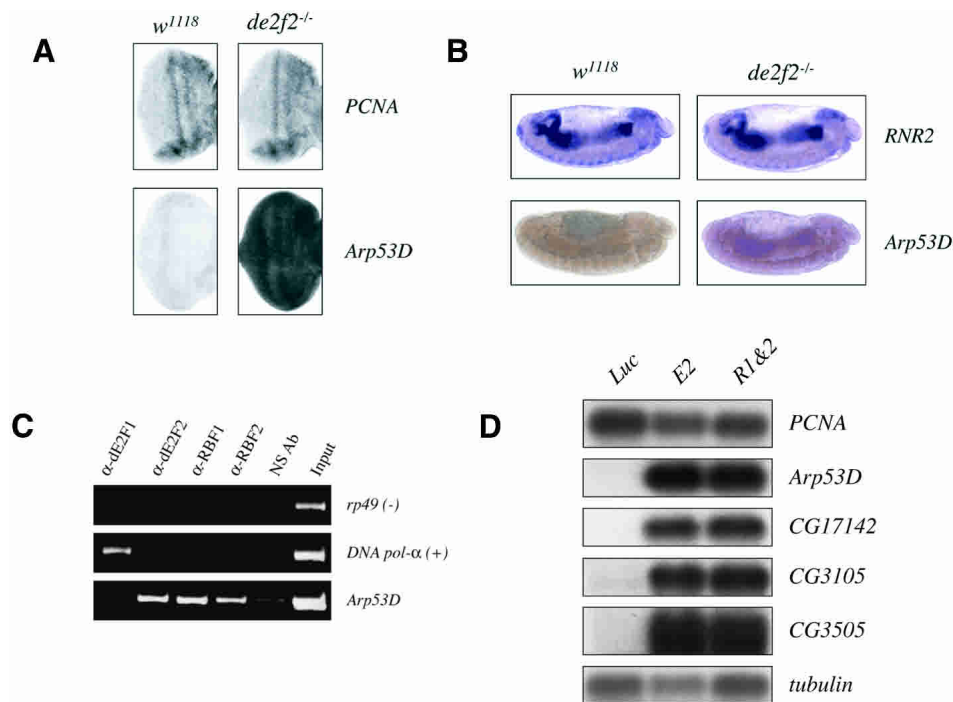 A
w1118 de2f2-/-
PCNA
Arp53D
B
w1118 de2f2-/-
RNR2
Arp53D
C
α-dE2F1 α-dE2F2 α-RBF1 α-RBF2 NS Ab Input
rp49 (-)
DNA pol-α (+)
Arp53D
D
Luc E2 R1&2
PCNA
Arp53D
CG17142
CG3105
CG3505
tubulin